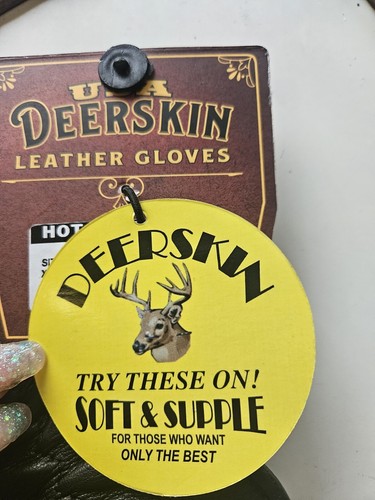 USA
DEERSKIN
LEATHER GLOVES
HOT
DEERSKIN
TRY THESE ON!
SOFT & SUPPLE
FOR THOSE WHO WANT
ONLY THE BEST